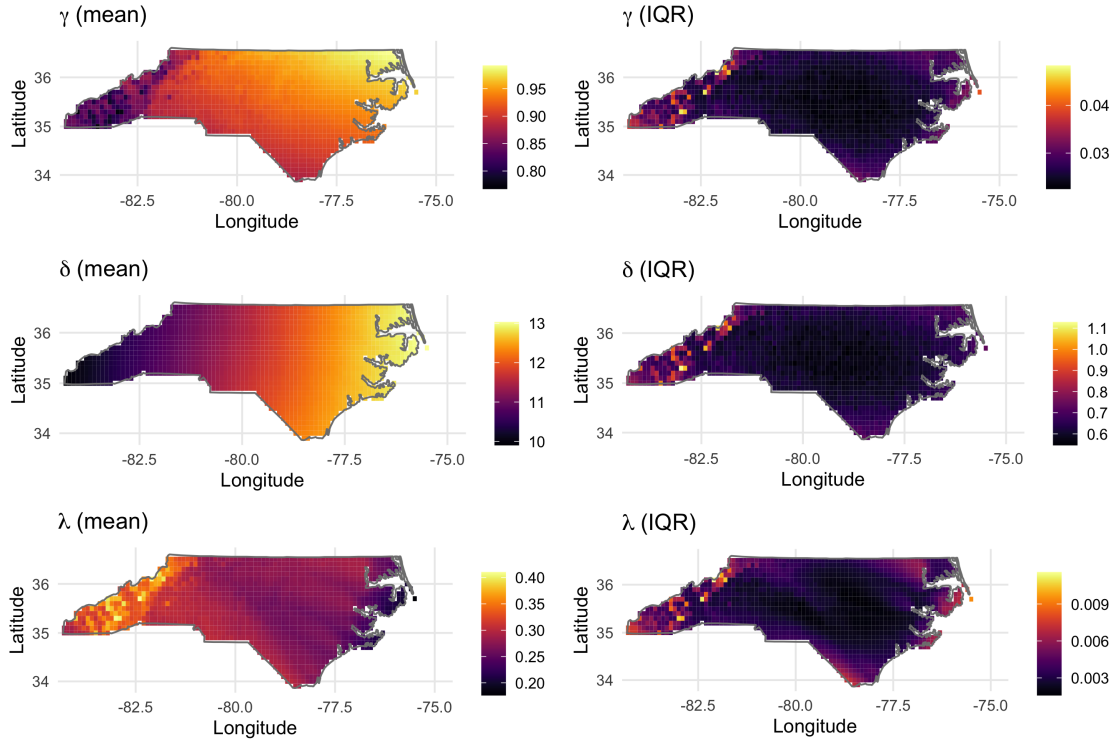 γ (mean)
Latitude
36
35
34
-82.5 -80.0 -77.5 -75.0
Longitude
0.95
0.90
0.85
0.80
γ (IQR)
Latitude
36
35
34
-82.5 -80.0 -77.5 -75.0
Longitude
0.04
0.03
δ (mean)
Latitude
36
35
34
-82.5 -80.0 -77.5 -75.0
Longitude
13
12
11
10
δ (IQR)
Latitude
36
35
34
-82.5 -80.0 -77.5 -75.0
Longitude
1.1
1.0
0.9
0.8
0.7
0.6
λ (mean)
Latitude
36
35
34
-82.5 -80.0 -77.5 -75.0
Longitude
0.40
0.35
0.30
0.25
0.20
λ (IQR)
Latitude
36
35
34
-82.5 -80.0 -77.5 -75.0
Longitude
0.009
0.006
0.003